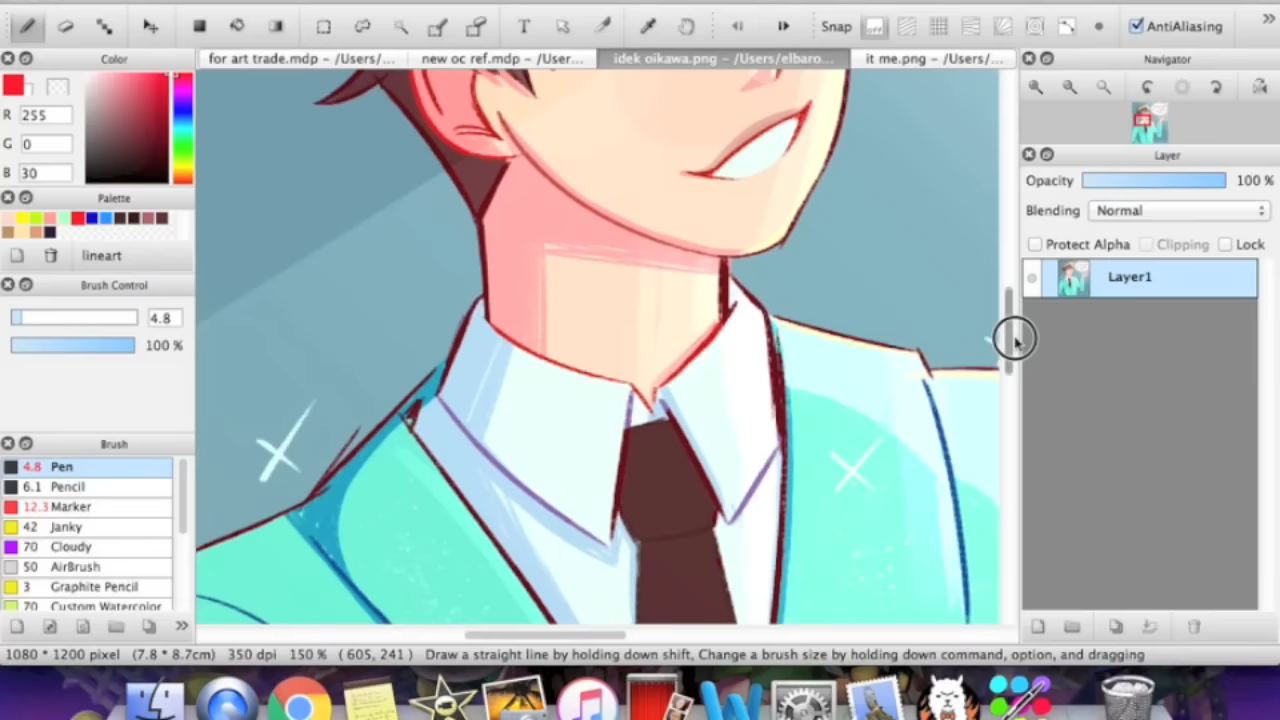 Snap
off
AntiAliasing
Color
for art trade.mdp – /Users/...
new oc ref.mdp – /User...
idek oikawa.png – /Users/elbaro...
it me.png – /Users/...
Navigator
R 255
G 0
B 30
Palette
lineart
Brush Control
4.8
100 %
Brush
4.8 Pen
6.1 Pencil
12.3 Marker
42 Janky
70 Cloudy
50 AirBrush
3 Graphite Pencil
70 Custom Watercolor
Layer
Opacity 100 %
Blending Normal
Protect Alpha Clipping Lock
Layer1
1080 * 1200 pixel (7.8 * 8.7cm) 350 dpi 150 % ( 605, 241 ) Draw a straight line by holding down shift, Change a brush size by holding down command, option, and dragging